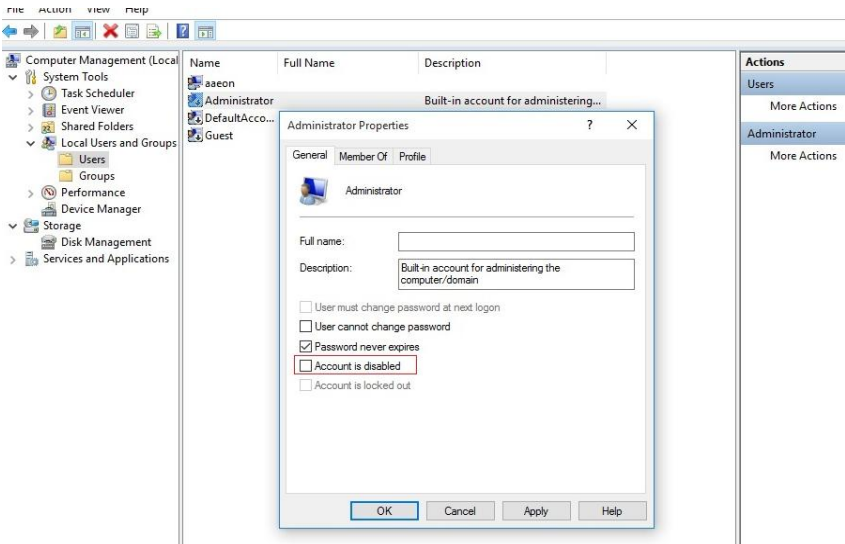 File Action View Help
Computer Management (Local
System Tools
Task Scheduler
Event Viewer
Shared Folders
Local Users and Groups
Users
Groups
Performance
Device Manager
Storage
Disk Management
Services and Applications
Name Full Name Description
aaeon
Administrator Built-in account for administering...
DefaultAcco...
Guest
Administrator Properties ? X
General Member Of Profile
Administrator
Full name:
Description: Built-in account for administering the
computer/domain
User must change password at next logon
User cannot change password
Password never expires
Account is disabled
Account is locked out
OK Cancel Apply Help
Actions
Users
More Actions
Administrator
More Actions